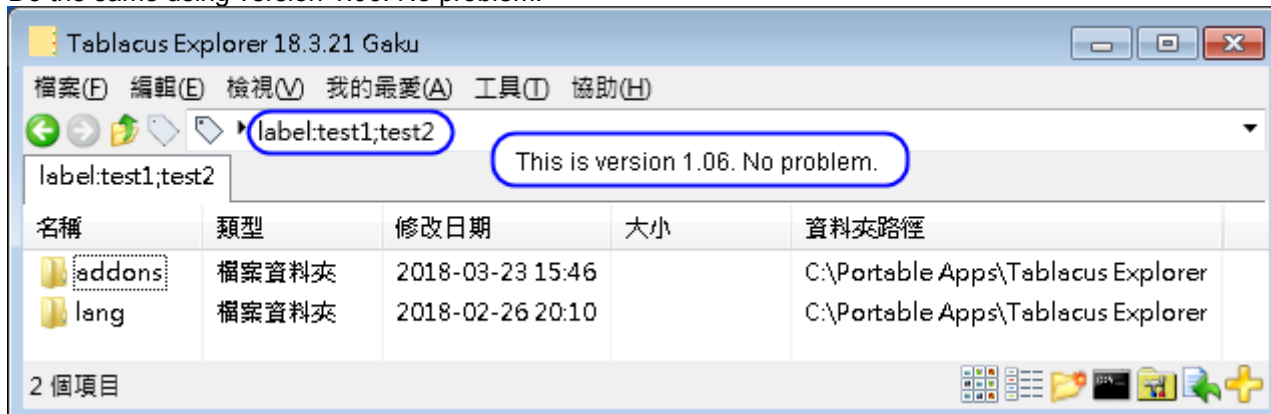 Do the same using version 1.06. No problem.
Tablacus Explorer 18.3.21 Gaku
檔案(F) 編輯(E) 檢視(V) 我的最愛(A) 工具(T) 協助(H)
label:test1;test2
This is version 1.06. No problem.
label:test1;test2
名稱 類型 修改日期 大小 資料夾路徑
addons 檔案資料夾 2018-03-23 15:46 C:\Portable Apps\Tablacus Explorer
lang 檔案資料夾 2018-02-26 20:10 C:\Portable Apps\Tablacus Explorer
2 個項目